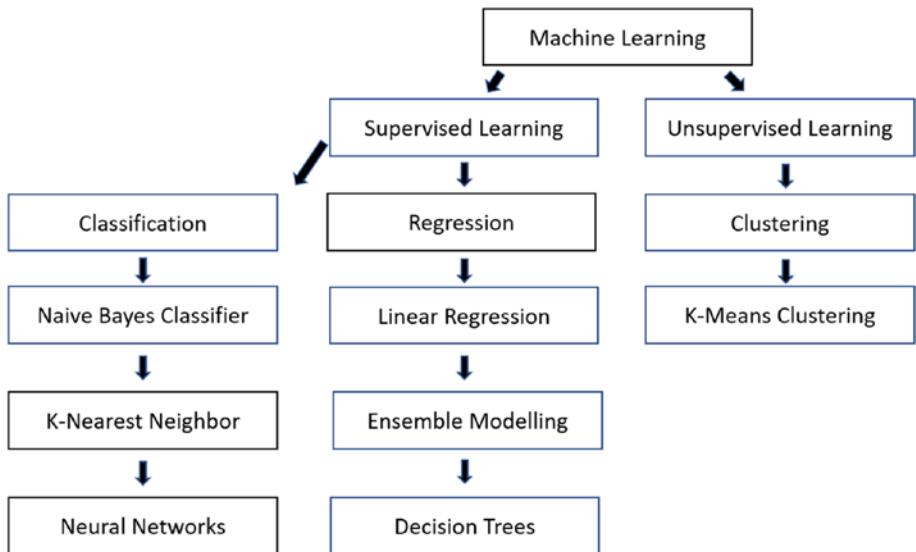 Machine Learning
Supervised Learning
Unsupervised Learning
Classification
Regression
Clustering
Naive Bayes Classifier
Linear Regression
K-Means Clustering
K-Nearest Neighbor
Ensemble Modelling
Neural Networks
Decision Trees